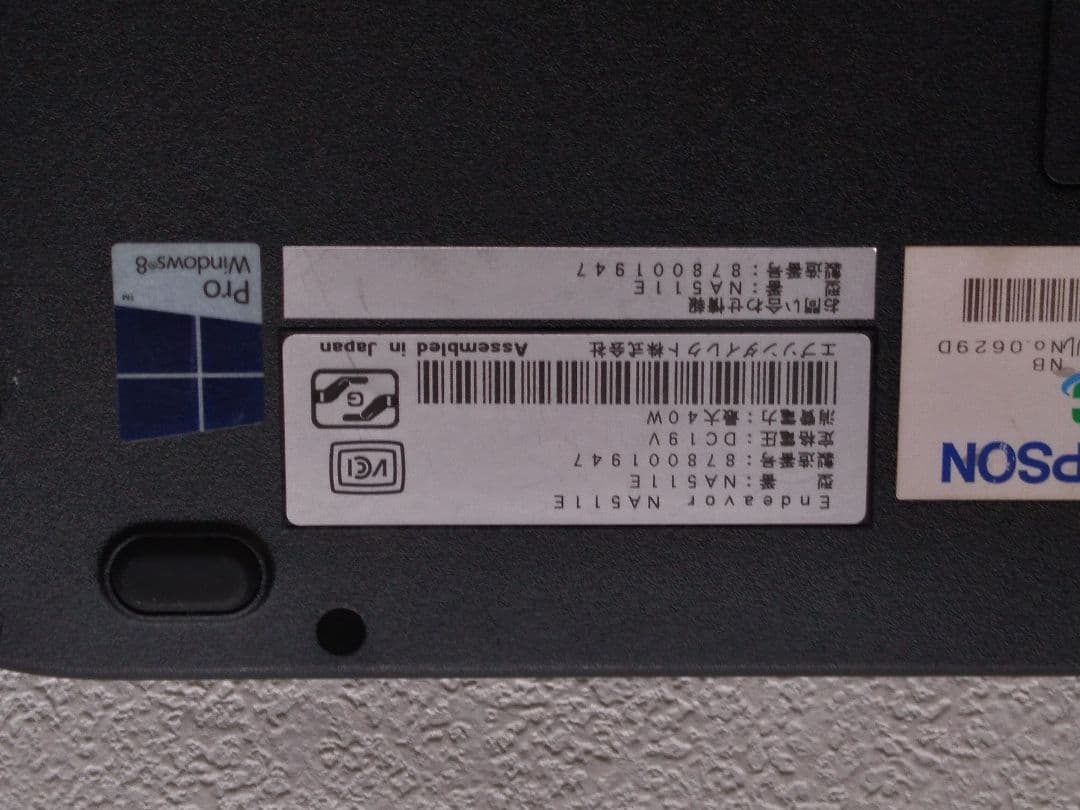 EPSON
NB
No.0629D
Endeavor NA511E
型 番：NA511E
製造番号：878001947
定格電圧：DC19V
消費電力：最大40W
エプソンダイレクト株式会社 Assembled in Japan
VCI
G
お問い合わせ情報
型 番：NA511E
製造番号：878001947
Pro
Windows®8
TM